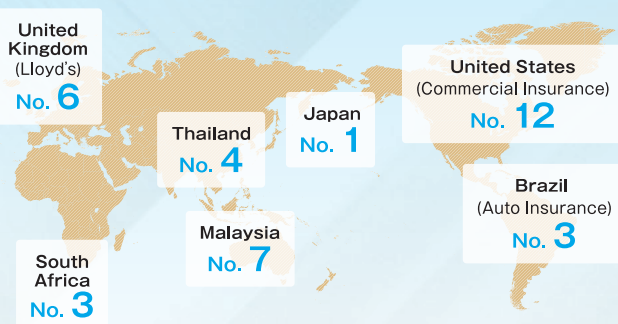 United
Kingdom
(Lloyd's)
No. 6
Thailand
No. 4
Japan
No. 1
United States
(Commercial Insurance)
No. 12
Brazil
(Auto Insurance)
No. 3
Malaysia
No. 7
South
Africa
No. 3